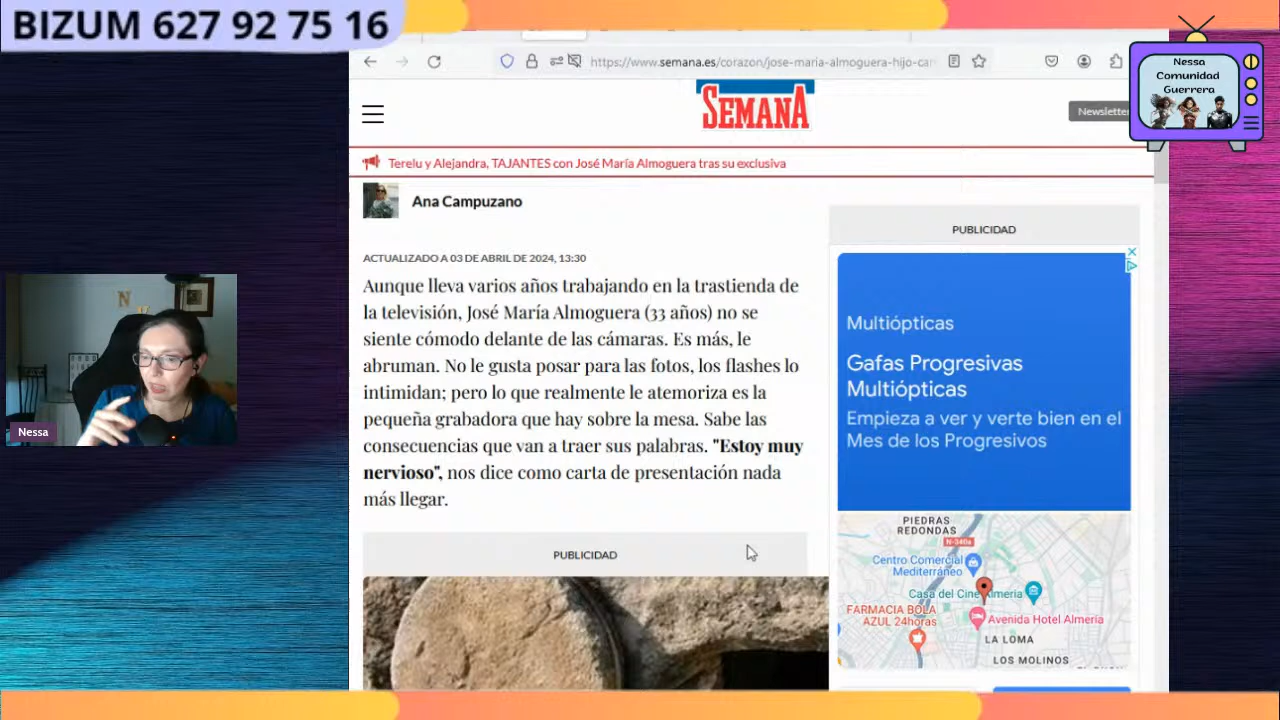 BIZUM 627 92 75 16
https://www.semana.es/corazon/jose-maria-almoguera-hijo-car
Nessa
Comunidad
Guerrera
SEMANA
Newsletter
Terelu y Alejandra, TAJANTES con José María Almoguera tras su exclusiva
Ana Campuzano
ACTUALIZADO A 03 DE ABRIL DE 2024, 13:30
Aunque lleva varios años trabajando en la trastienda de
la televisión, José María Almoguera (33 años) no se
siente cómodo delante de las cámaras. Es más, le
abruman. No le gusta posar para las fotos, los flashes lo
intimidan; pero lo que realmente le atemoriza es la
pequeña grabadora que hay sobre la mesa. Sabe las
consecuencias que van a traer sus palabras. "Estoy muy
nervioso", nos dice como carta de presentación nada
más llegar.
PUBLICIDAD
PUBLICIDAD
Multiópticas
Gafas Progresivas
Multiópticas
Empieza a ver y verte bien en el
Mes de los Progresivos
PIEDRAS
REDONDAS
N-340a
Centro Comercial
Mediterráneo
Casa del Cine Almería
FARMACIA BOLA
AZUL 24horas
Avenida Hotel Almería
LA LOMA
LOS MOLINOS
N
Nessa